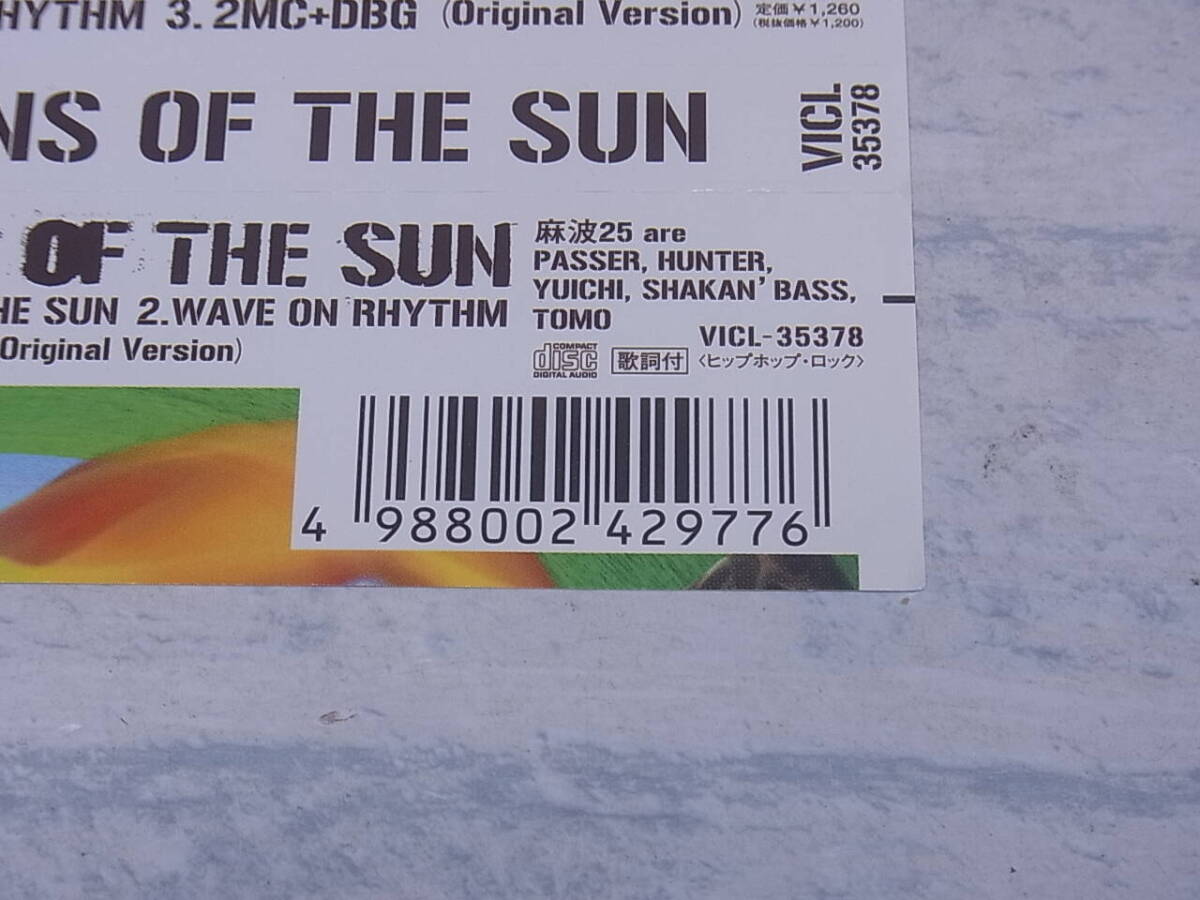 HYTHM 3. 2MC+DBG (Original Version)
定価¥1,260
(税抜価格¥1,200)
NS OF THE SUN
VICL
35378
OF THE SUN
HE SUN 2.WAVE ON RHYTHM
(Original Version)
麻波25 are
PASSER, HUNTER,
YUICHI, SHAKAN' BASS,
TOMO
VICL-35378
COMPACT
disc
DIGITAL AUDIO
歌詞付
〈ヒップホップ・ロック〉
4 988002 429776